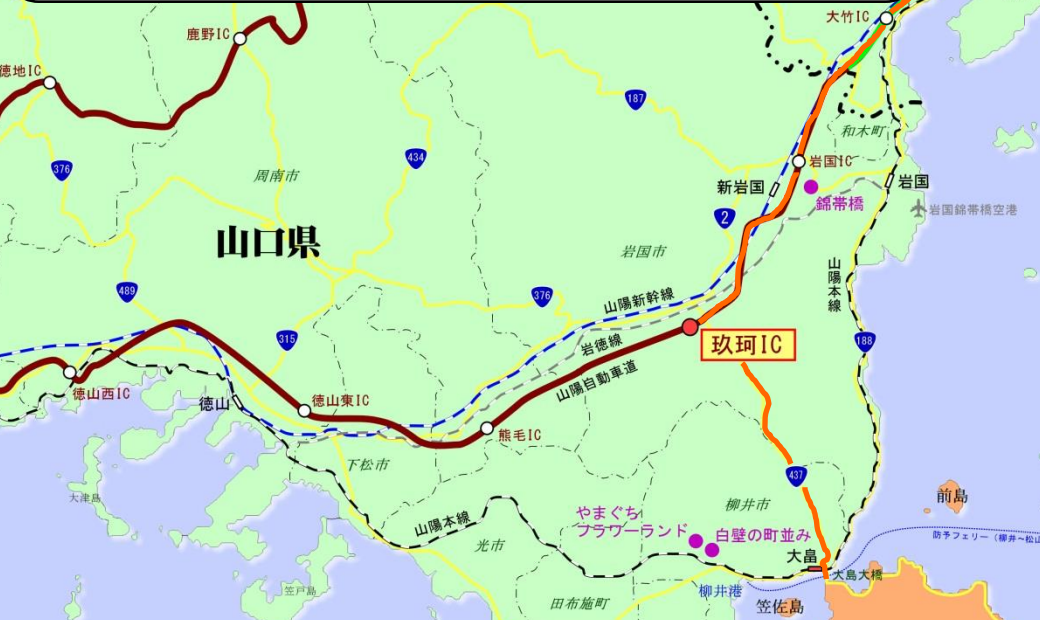 大竹IC
鹿野IC
徳地IC
187
和木町
376
434
周南市
岩国IC
新岩国
岩国
錦帯橋
2
岩国錦帯橋空港
山口県
岩国市
山陽本線
489
376
山陽新幹線
315
岩徳線
玖珂IC
188
山陽自動車道
徳山西IC
徳山
徳山東IC
熊毛IC
下松市
437
大津島
前島
柳井市
やまぐち
フラワーランド
白壁の町並み
山陽本線
光市
防予フェリー（柳井～松山
大畠
大島大橋
笠戸島
柳井港
田布施町
笠佐島